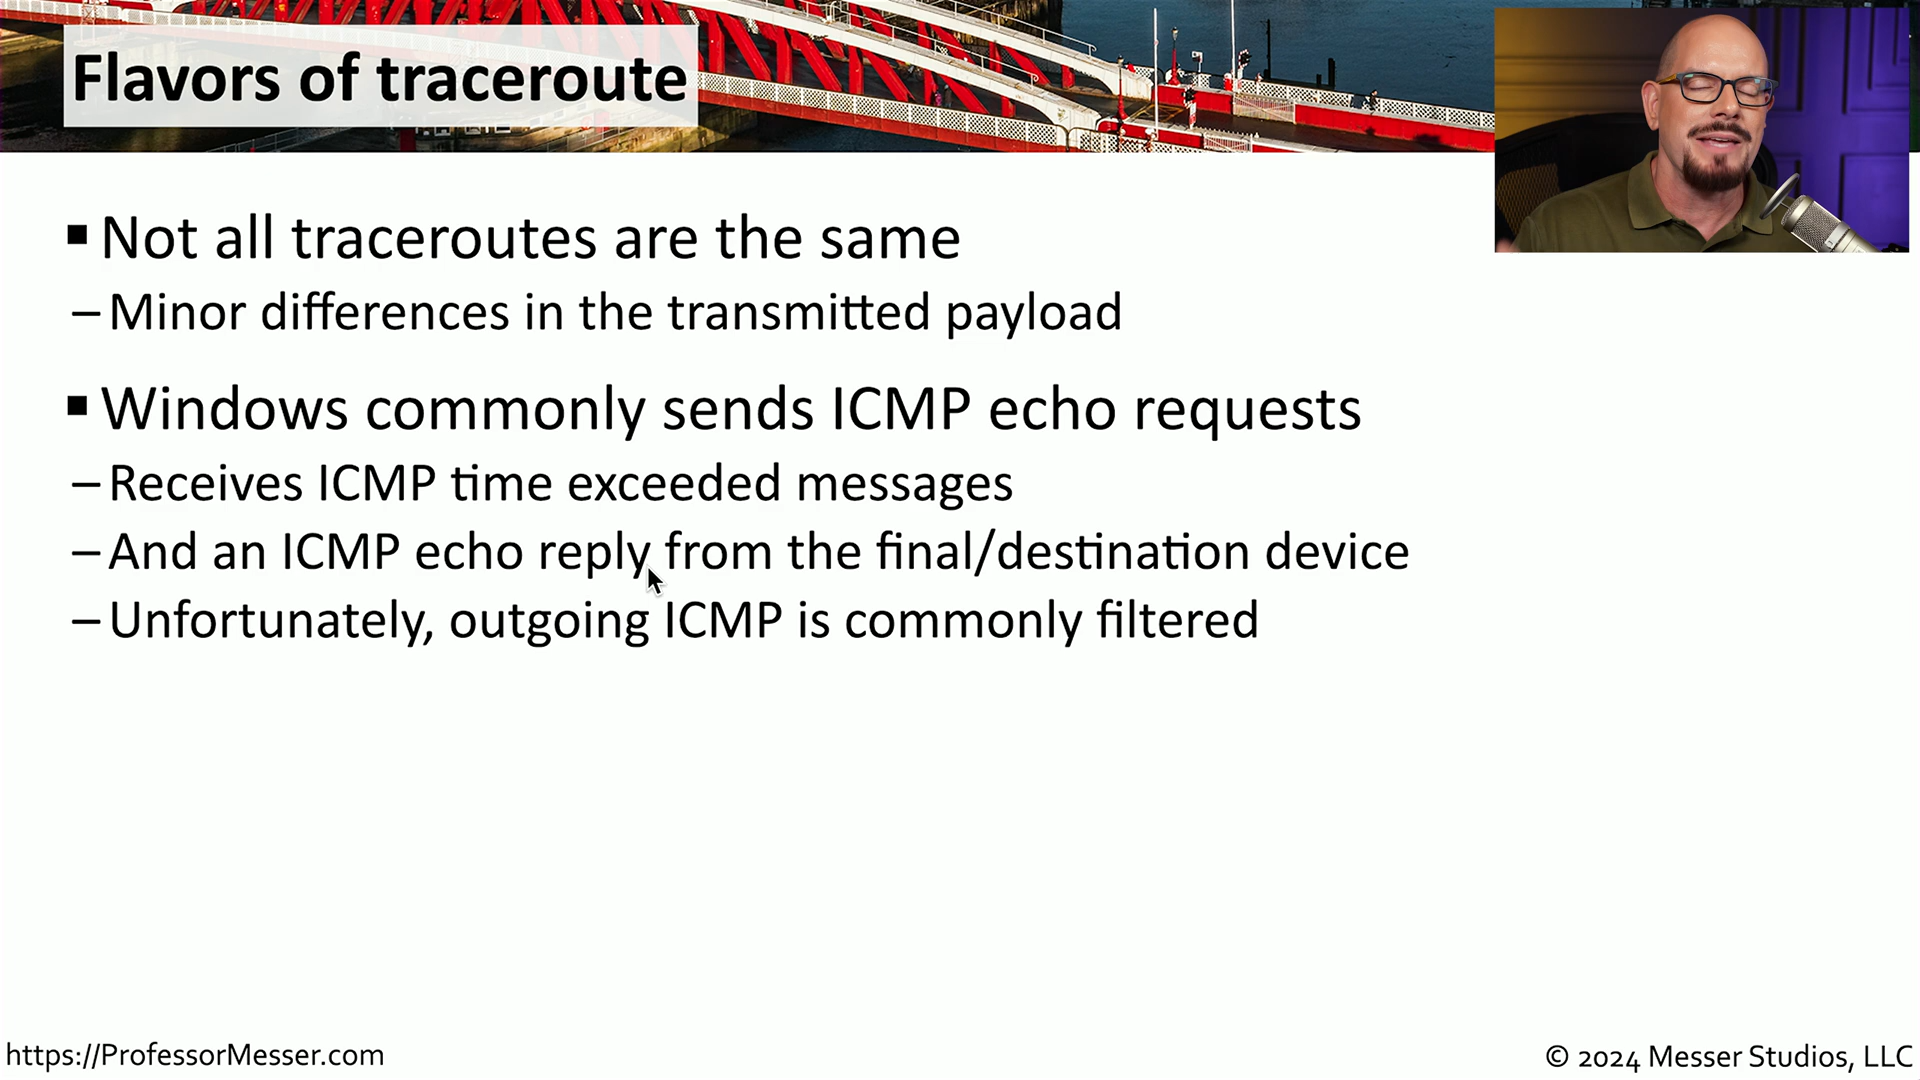 Flavors of traceroute
▪ Not all traceroutes are the same
– Minor differences in the transmitted payload
▪ Windows commonly sends ICMP echo requests
– Receives ICMP time exceeded messages
– And an ICMP echo reply from the final/destination device
– Unfortunately, outgoing ICMP is commonly filtered
https://ProfessorMesser.com
© 2024 Messer Studios, LLC